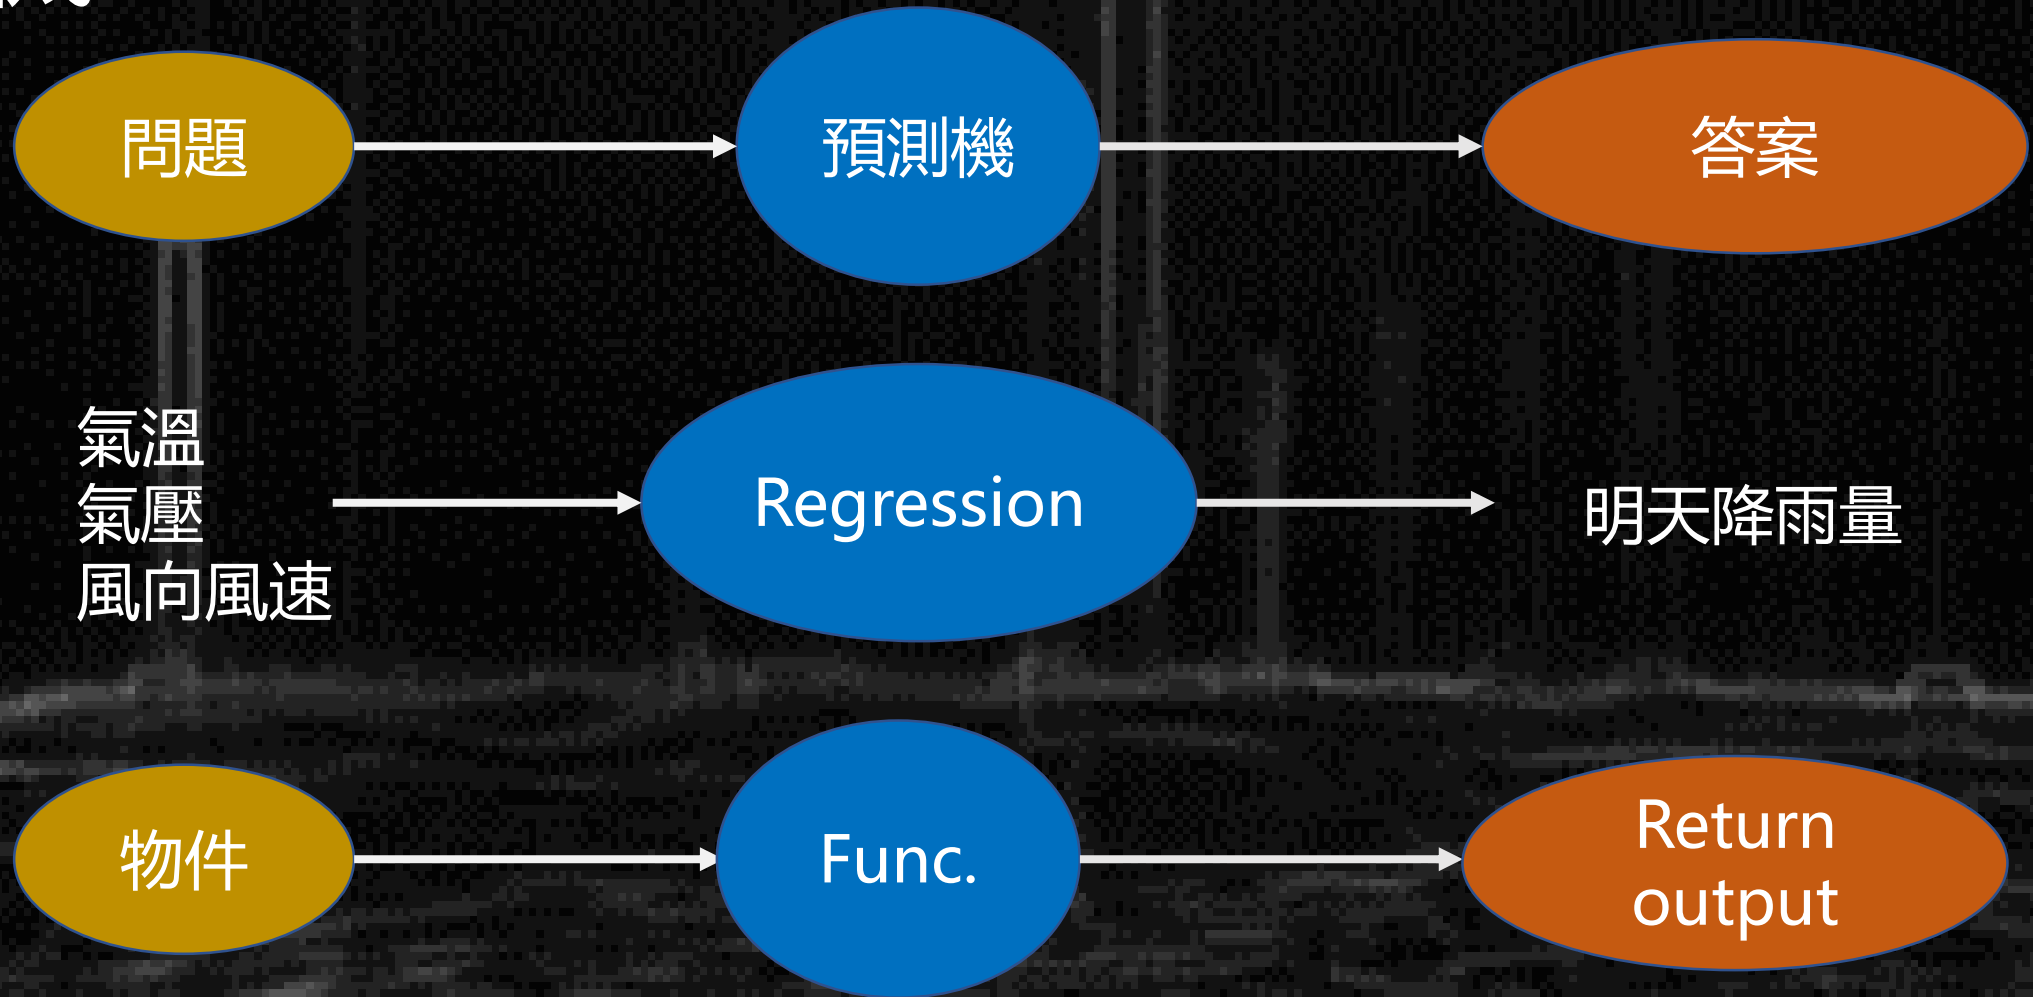 問題
預測機
答案
氣溫
氣壓
風向風速
Regression
明天降雨量
物件
Func.
Return
output